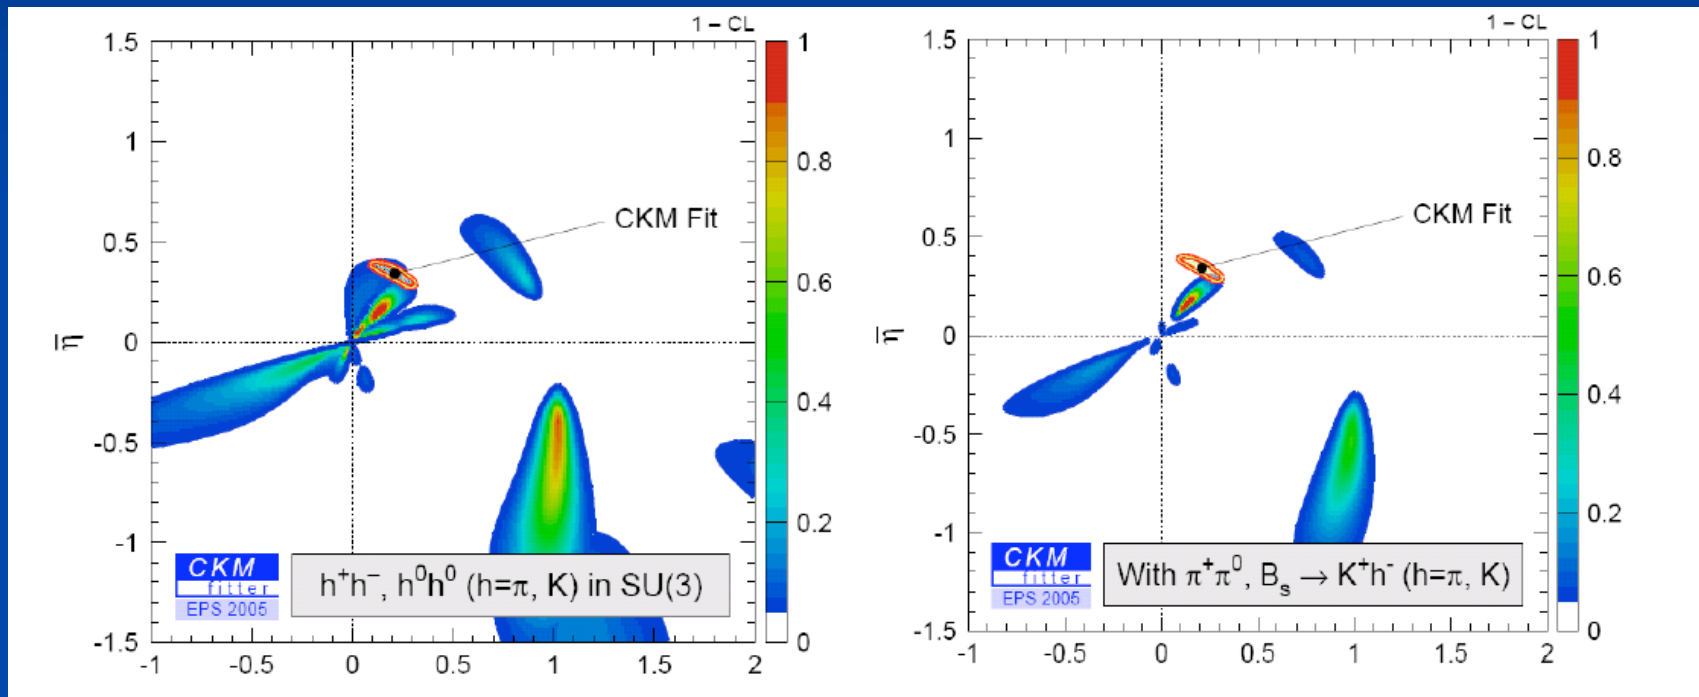 1 – CL
1.5
1
0.5
0
-0.5
-1
-1.5
-1
-0.5
0
0.5
1
1.5
2
η̅
1
0.8
0.6
0.4
0.2
0
CKM Fit
CKM
fitter
EPS 2005
h⁺h⁻, h⁰h⁰ (h=π, K) in SU(3)
1 – CL
1.5
1
0.5
0
-0.5
-1
-1.5
-1
-0.5
0
0.5
1
1.5
2
η̅
1
0.8
0.6
0.4
0.2
0
CKM Fit
CKM
fitter
EPS 2005
With π⁺π⁰, Bₛ → K⁺h⁻ (h=π, K)